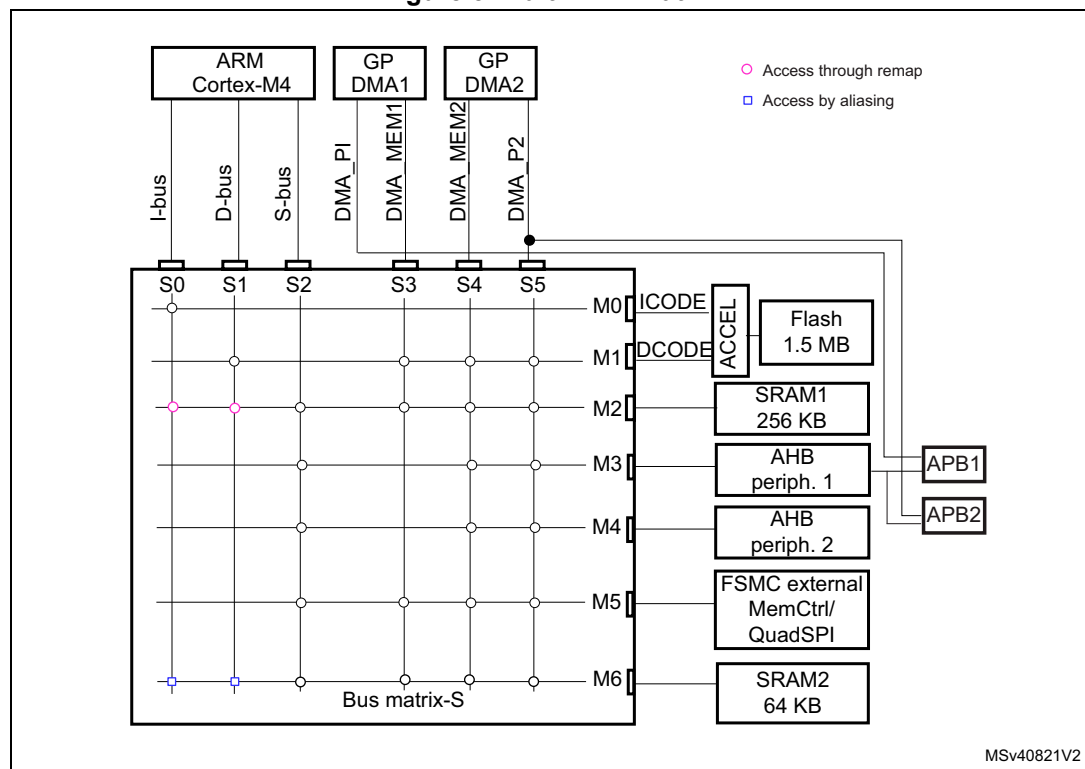 ARM
Cortex-M4
GP
DMA1
GP
DMA2
Access through remap
Access by aliasing
I-bus
D-bus
S-bus
DMA_PI
DMA_MEM1
DMA_MEM2
DMA_P2
S0 S1 S2 S3 S4 S5
M0 ICODE
M1 DCODE
ACCEL
Flash
1.5 MB
M2
SRAM1
256 KB
M3
AHB
periph. 1
APB1
APB2
M4
AHB
periph. 2
M5
FSMC external
MemCtrl/
QuadSPI
M6
SRAM2
64 KB
Bus matrix-S
MSv40821V2